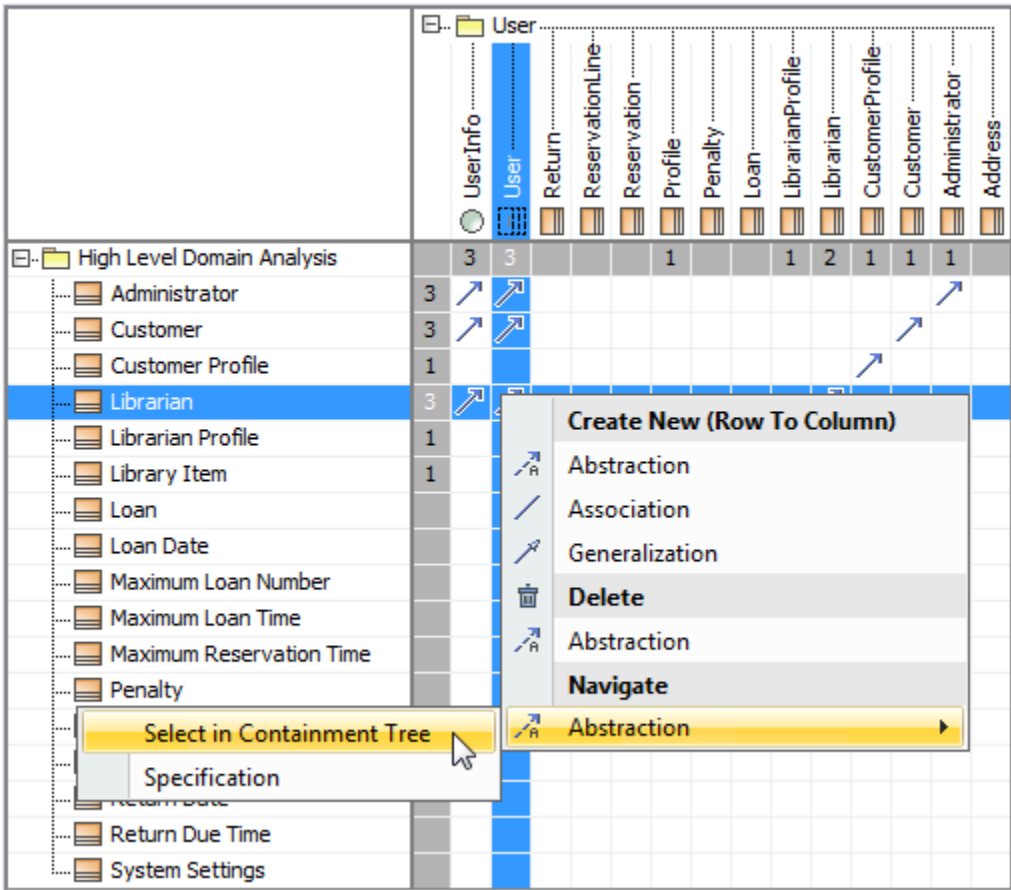 User
UserInfo
User
Return
ReservationLine
Reservation
Profile
Penalty
Loan
LibrarianProfile
Librarian
CustomerProfile
Customer
Administrator
Address
High Level Domain Analysis 3 3 1 1 2 1 1 1
Administrator 3
Customer 3
Customer Profile 1
Librarian 3
Librarian Profile 1
Library Item 1
Loan
Loan Date
Maximum Loan Number
Maximum Loan Time
Maximum Reservation Time
Penalty
Return Date
Return Due Time
System Settings
Create New (Row To Column)
A Abstraction
Association
Generalization
Delete
A Abstraction
Navigate
A Abstraction
Select in Containment Tree
Specification